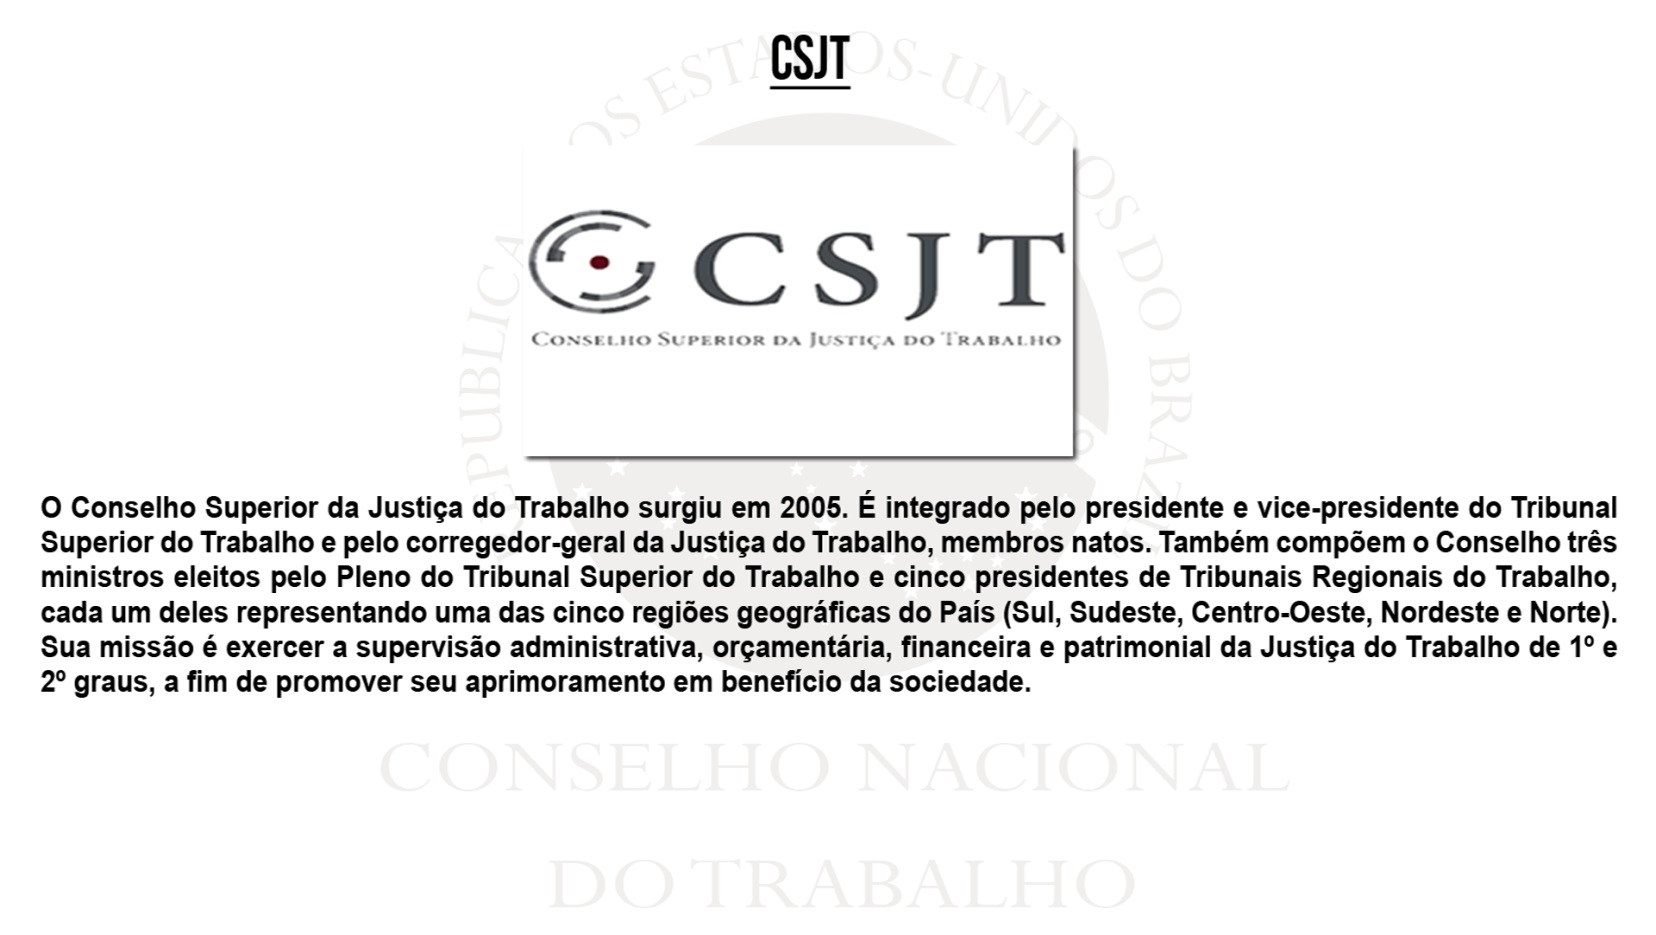 CSJT
CSJT
CONSELHO SUPERIOR DA JUSTIÇA DO TRABALHO
O Conselho Superior da Justiça do Trabalho surgiu em 2005. É integrado pelo presidente e vice-presidente do Tribunal
Superior do Trabalho e pelo corregedor-geral da Justiça do Trabalho, membros natos. Também compõem o Conselho três
ministros eleitos pelo Pleno do Tribunal Superior do Trabalho e cinco presidentes de Tribunais Regionais do Trabalho,
cada um deles representando uma das cinco regiões geográficas do País (Sul, Sudeste, Centro-Oeste, Nordeste e Norte).
Sua missão é exercer a supervisão administrativa, orçamentária, financeira e patrimonial da Justiça do Trabalho de 1º e
2º graus, a fim de promover seu aprimoramento em benefício da sociedade.
CONSELHO NACIONAL
DO TRABALHO
ESTADOS-UNIDOS DO BRAZIL